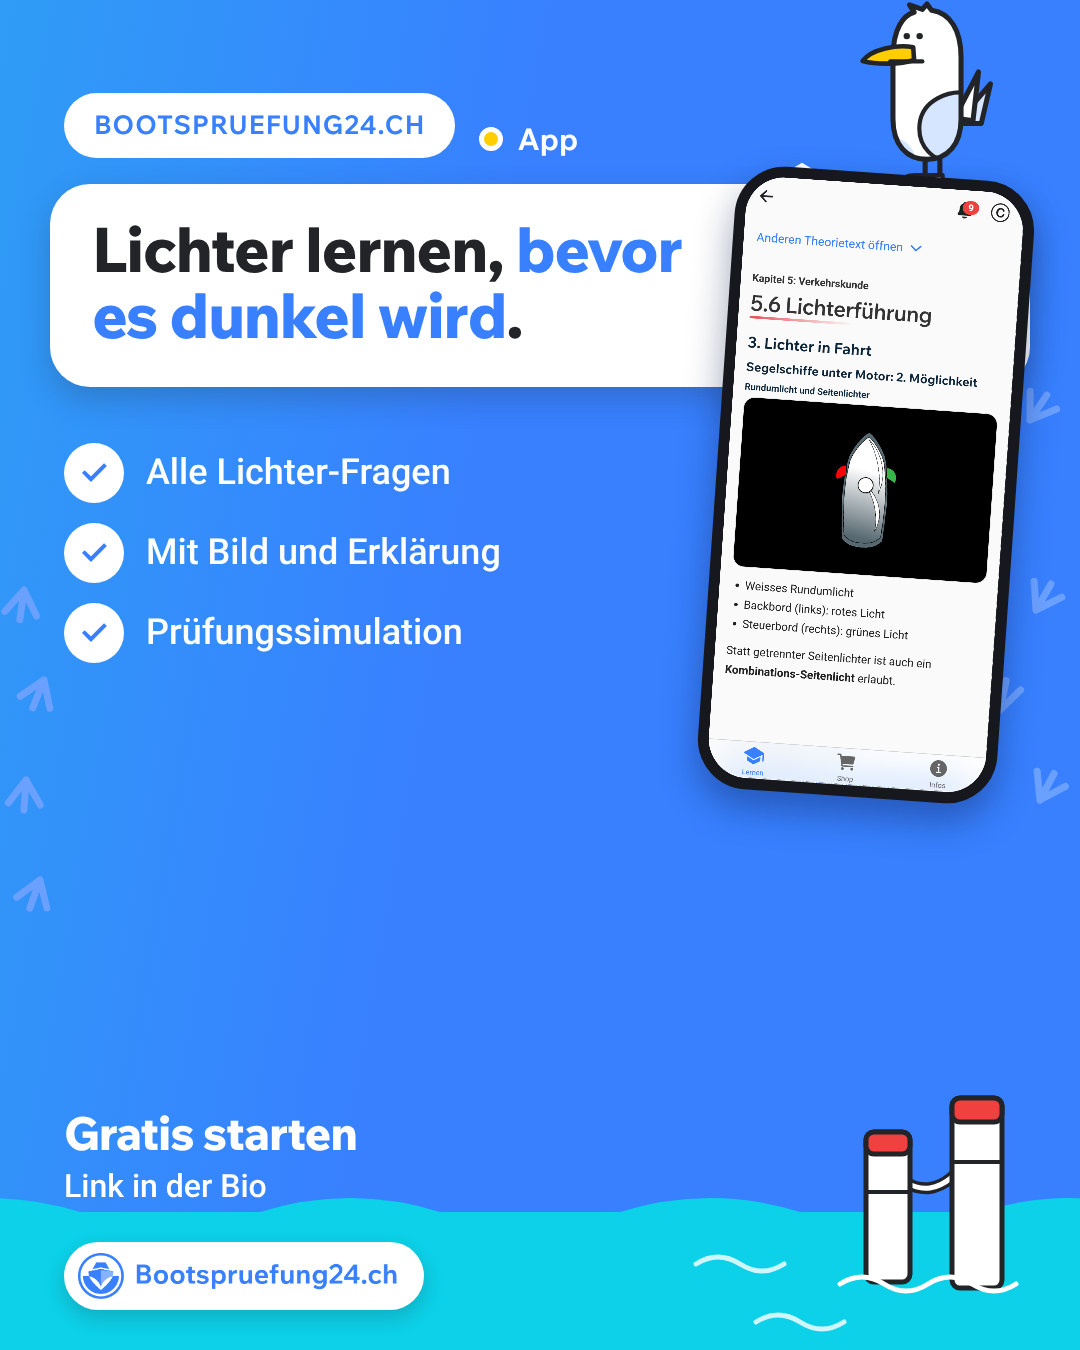 BOOTSPRUEFUNG24.CH
App
Lichter lernen, bevor
es dunkel wird.
Alle Lichter-Fragen
Mit Bild und Erklärung
Prüfungssimulation
9
C
Anderen Theorietext öffnen
Kapitel 5: Verkehrskunde
5.6 Lichterführung
3. Lichter in Fahrt
Segelschiffe unter Motor: 2. Möglichkeit
Rundumlicht und Seitenlichter
• Weisses Rundumlicht
• Backbord (links): rotes Licht
• Steuerbord (rechts): grünes Licht
Statt getrennter Seitenlichter ist auch ein
Kombinations-Seitenlicht erlaubt.
Lernen
Shop
Infos
Gratis starten
Link in der Bio
Bootspruefung24.ch